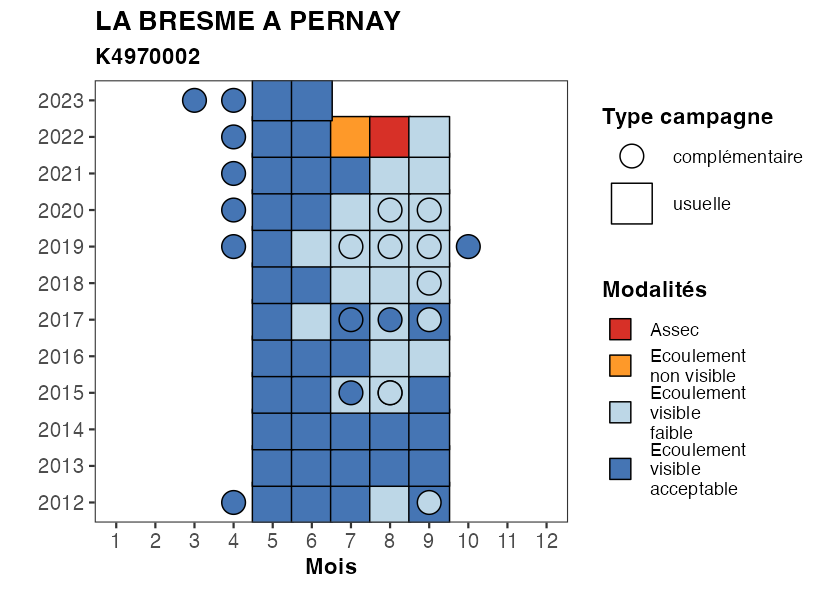 LA BRESME A PERNAY
K4970002
2023
2022
2021
2020
2019
2018
2017
2016
2015
2014
2013
2012
1 2 3 4 5 6 7 8 9 10 11 12
Mois
Type campagne
complémentaire
usuelle
Modalités
Assec
Ecoulement
non visible
Ecoulement
visible
faible
Ecoulement
visible
acceptable